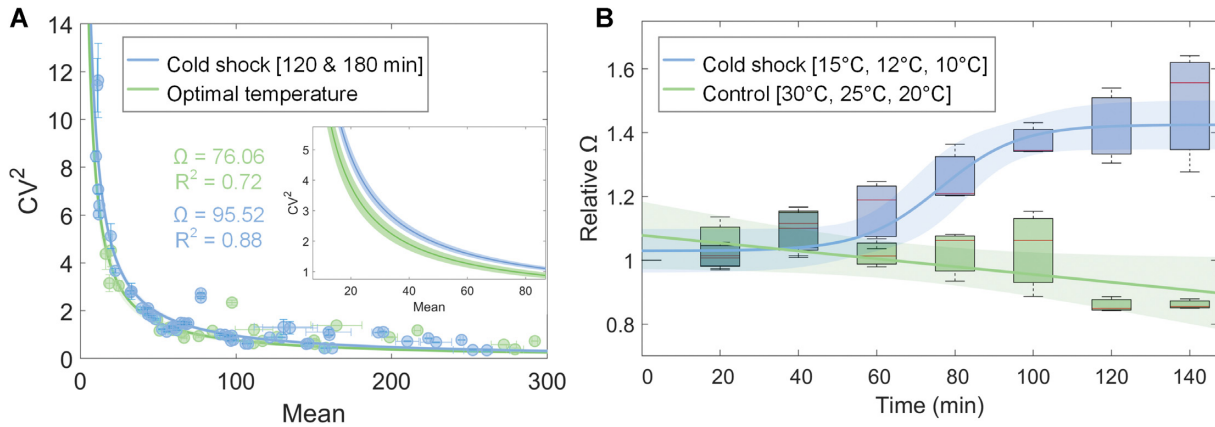 A
CV²
14
12
10
8
6
4
2
0
0
100
200
300
Mean
Cold shock [120 & 180 min]
Optimal temperature
Ω = 76.06
R² = 0.72
Ω = 95.52
R² = 0.88
CV²
5
4
3
2
1
20
40
60
80
Mean
B
Relative Ω
1.6
1.4
1.2
1
0.8
0
20
40
60
80
100
120
140
Time (min)
Cold shock [15°C, 12°C, 10°C]
Control [30°C, 25°C, 20°C]